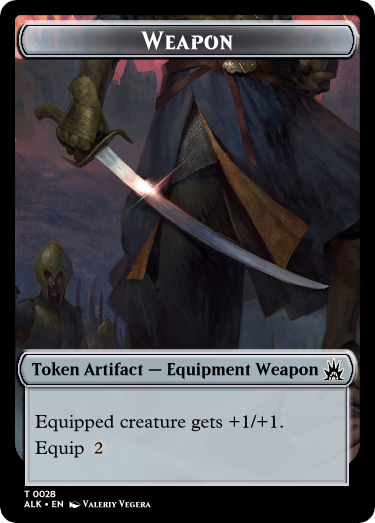 Weapon
Token Artifact — Equipment Weapon
Equipped creature gets +1/+1.
Equip 2
T 0028
ALK • EN Valeriy Vegera